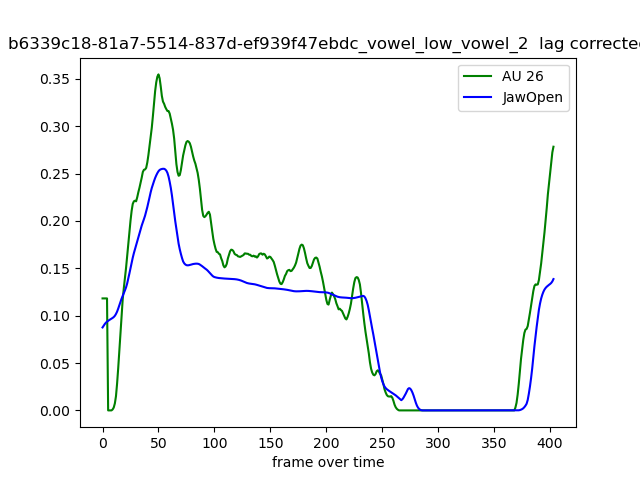 b6339c18-81a7-5514-837d-ef939f47ebdc_vowel_low_vowel_2 lag corrected
AU 26
JawOpen
0.35
0.30
0.25
0.20
0.15
0.10
0.05
0.00
0 50 100 150 200 250 300 350 400
frame over time